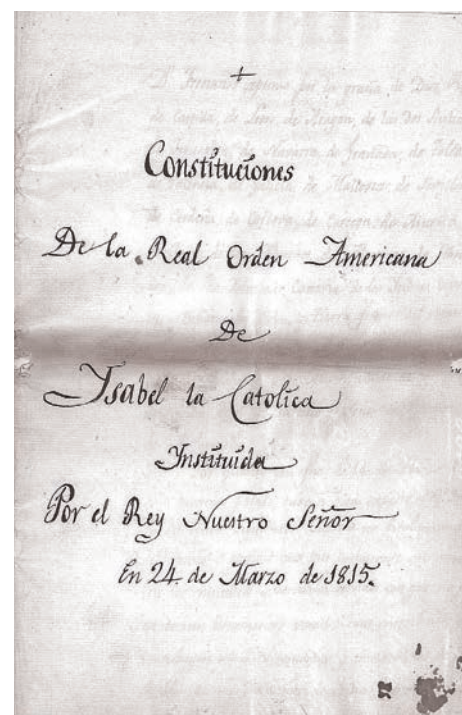 +
Constituciones
De la Real Orden Americana
De
Ysabel la Catolica
Instituida
Por el Rey Nuestro Señor
En 24 de Marzo de 1815.